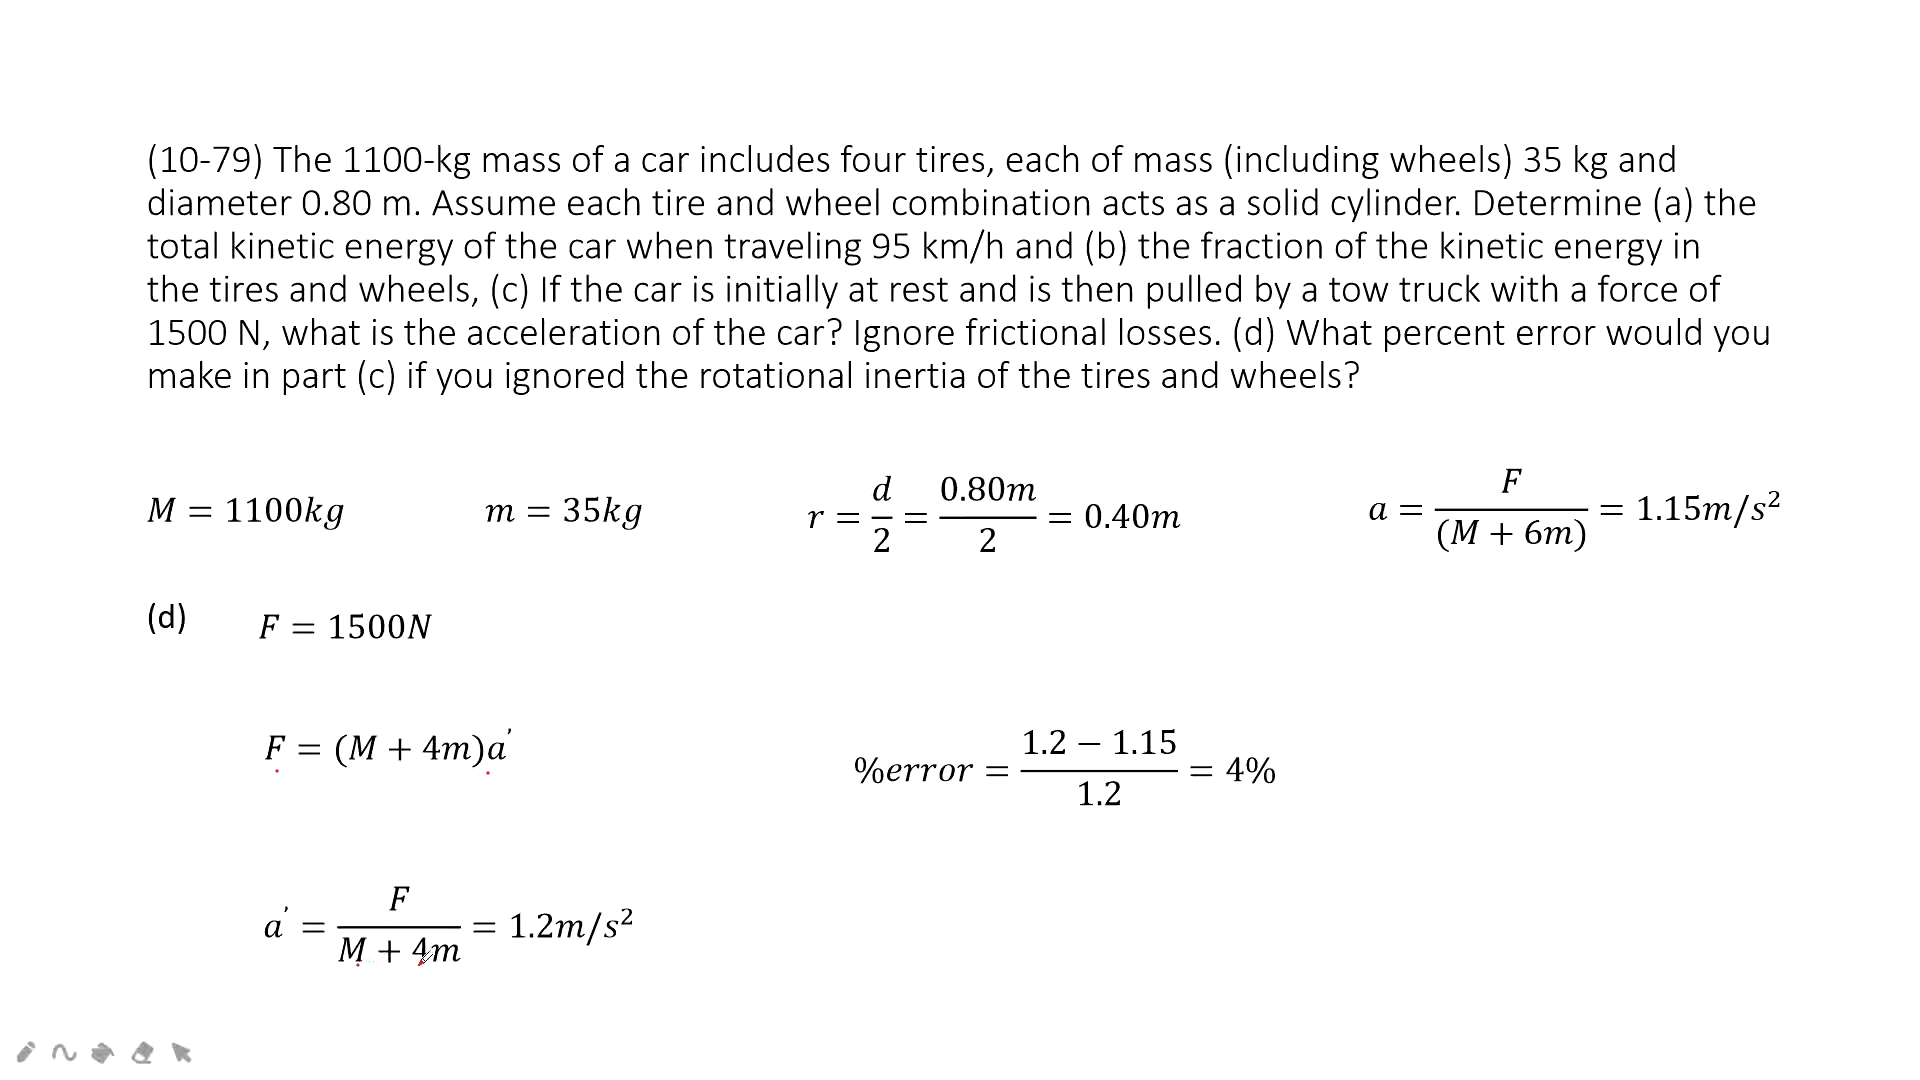 (10-79) The 1100-kg mass of a car includes four tires, each of mass (including wheels) 35 kg and
diameter 0.80 m. Assume each tire and wheel combination acts as a solid cylinder. Determine (a) the
total kinetic energy of the car when traveling 95 km/h and (b) the fraction of the kinetic energy in
the tires and wheels, (c) If the car is initially at rest and is then pulled by a tow truck with a force of
1500 N, what is the acceleration of the car? Ignore frictional losses. (d) What percent error would you
make in part (c) if you ignored the rotational inertia of the tires and wheels?
M = 1100kg m = 35kg r = d/2 = 0.80m/2 = 0.40m a = F/(M + 6m) = 1.15m/s²
(d) F = 1500N
F = (M + 4m)a' %error = (1.2 − 1.15)/1.2 = 4%
a' = F/(M + 4m) = 1.2m/s²